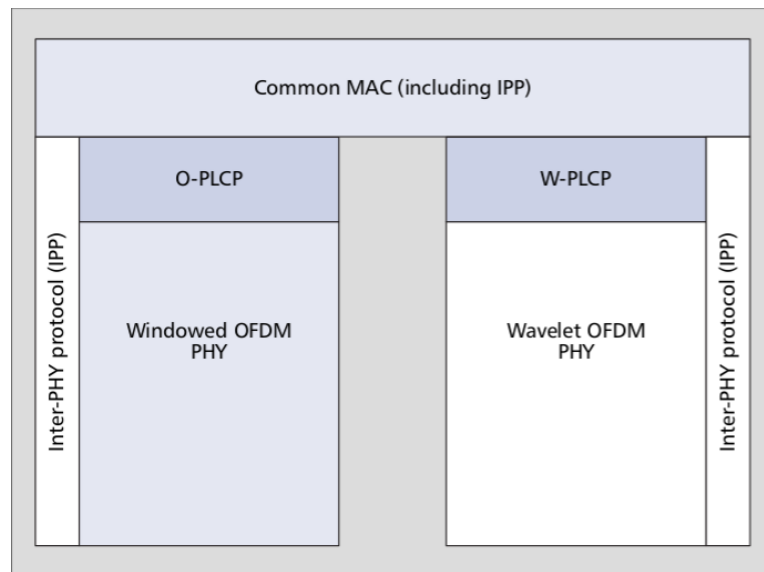 Common MAC (including IPP)
Inter-PHY protocol (IPP)
O-PLCP
Windowed OFDM
PHY
W-PLCP
Wavelet OFDM
PHY
Inter-PHY protocol (IPP)